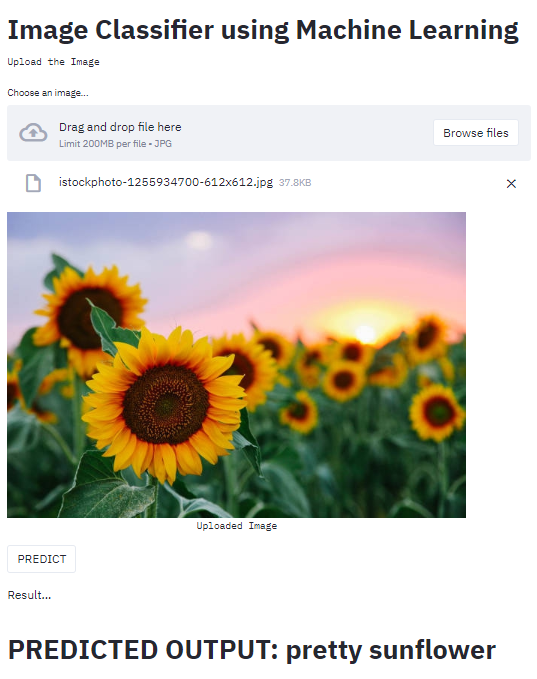 Image Classifier using Machine Learning
Upload the Image
Choose an image...
Drag and drop file here
Limit 200MB per file • JPG
Browse files
istockphoto-1255934700-612x612.jpg 37.8KB
Uploaded Image
PREDICT
Result...
PREDICTED OUTPUT: pretty sunflower